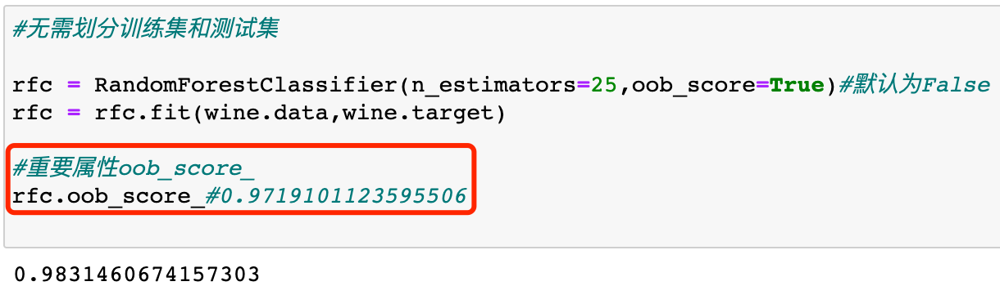 #无需划分训练集和测试集
rfc = RandomForestClassifier(n_estimators=25,oob_score=True)#默认为False
rfc = rfc.fit(wine.data,wine.target)
#重要属性oob_score_
rfc.oob_score_#0.9719101123595506
0.9831460674157303